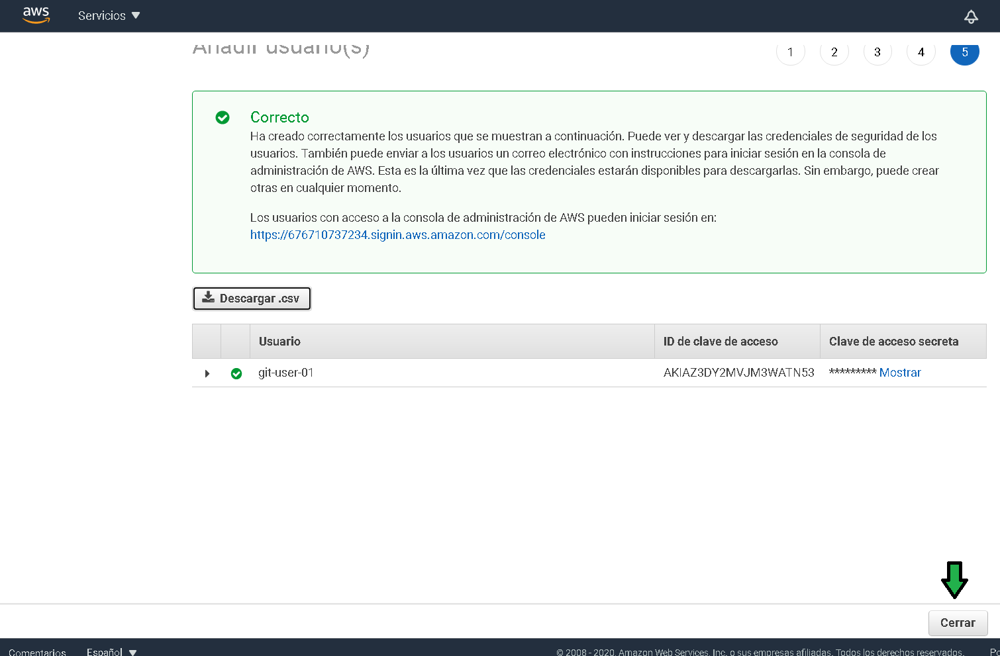 aws
Servicios
Añadir usuario(s)
1 2 3 4 5
Correcto
Ha creado correctamente los usuarios que se muestran a continuación. Puede ver y descargar las credenciales de seguridad de los
usuarios. También puede enviar a los usuarios un correo electrónico con instrucciones para iniciar sesión en la consola de
administración de AWS. Esta es la última vez que las credenciales estarán disponibles para descargarlas. Sin embargo, puede crear
otras en cualquier momento.
Los usuarios con acceso a la consola de administración de AWS pueden iniciar sesión en:
https://676710737234.signin.aws.amazon.com/console
Descargar .csv
Usuario ID de clave de acceso Clave de acceso secreta
git-user-01 AKIAZ3DY2MVJM3WATN53 ********* Mostrar
Cerrar
Comentarios Español © 2008 - 2020, Amazon Web Services, Inc. o sus empresas afiliadas. Todos los derechos reservados.